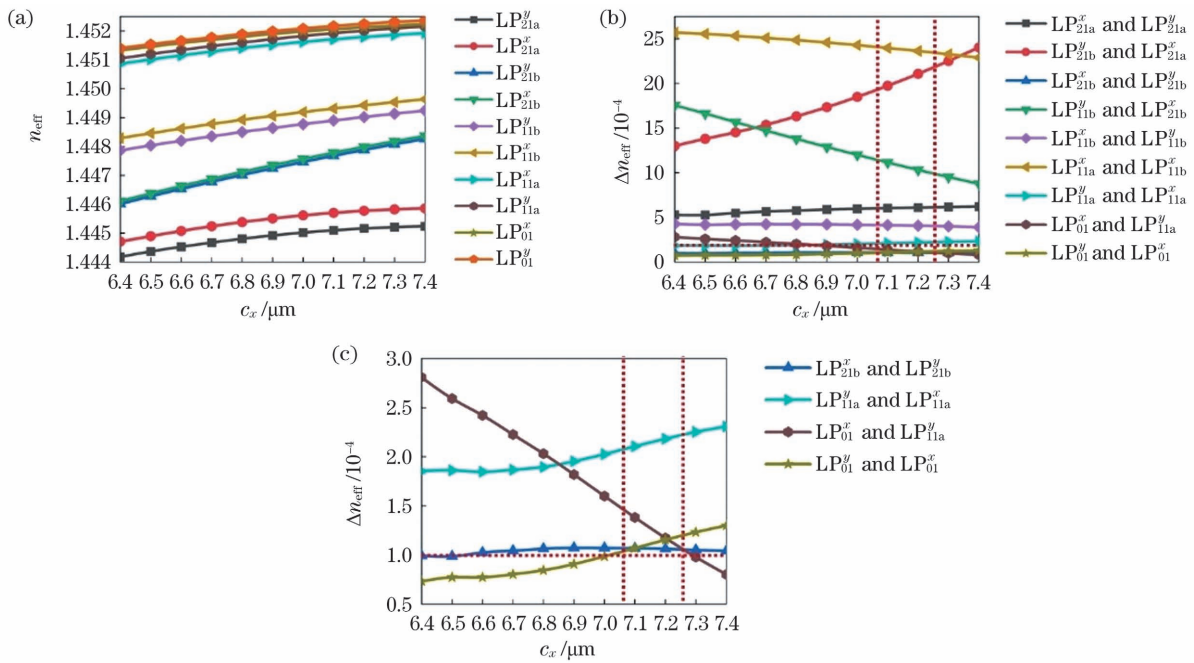 (a)
1.452
1.451
1.450
1.449
1.448
1.447
1.446
1.445
1.444
n_eff
6.4 6.5 6.6 6.7 6.8 6.9 7.0 7.1 7.2 7.3 7.4
c_x /μm
LP^y_21a
LP^x_21a
LP^y_21b
LP^x_21b
LP^y_11b
LP^x_11b
LP^x_11a
LP^y_11a
LP^x_01
LP^y_01
(b)
25
20
15
10
5
0
Δn_eff /10^-4
6.4 6.5 6.6 6.7 6.8 6.9 7.0 7.1 7.2 7.3 7.4
c_x /μm
LP^x_21a and LP^y_21a
LP^y_21b and LP^x_21a
LP^x_21b and LP^y_21b
LP^y_11b and LP^x_21b
LP^x_11b and LP^y_11b
LP^x_11a and LP^x_11b
LP^y_11a and LP^x_11a
LP^x_01 and LP^y_11a
LP^y_01 and LP^x_01
(c)
3.0
2.5
2.0
1.5
1.0
0.5
Δn_eff /10^-4
6.4 6.5 6.6 6.7 6.8 6.9 7.0 7.1 7.2 7.3 7.4
c_x /μm
LP^x_21b and LP^y_21b
LP^y_11a and LP^x_11a
LP^x_01 and LP^y_11a
LP^y_01 and LP^x_01